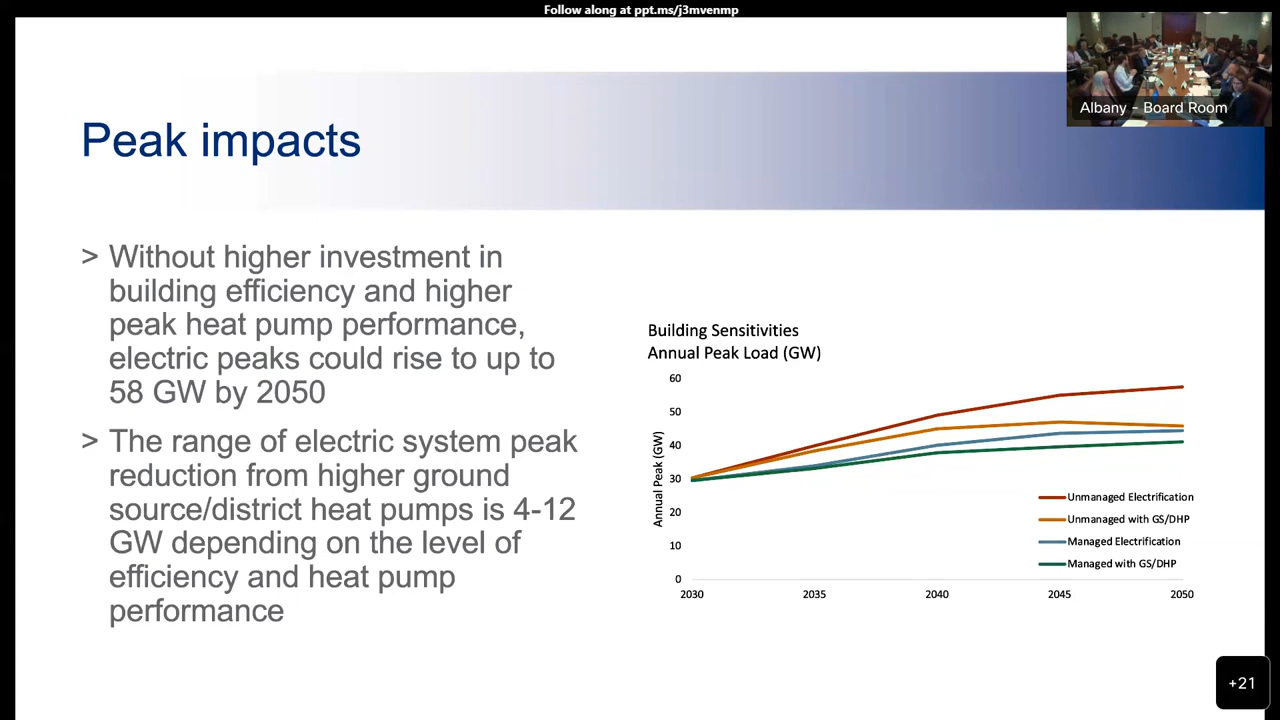 Follow along at ppt.ms/j3mvenmp
Albany - Board Room
Peak impacts
> Without higher investment in
building efficiency and higher
peak heat pump performance,
electric peaks could rise to up to
58 GW by 2050
> The range of electric system peak
reduction from higher ground
source/district heat pumps is 4-12
GW depending on the level of
efficiency and heat pump
performance
Building Sensitivities
Annual Peak Load (GW)
Annual Peak (GW)
60
50
40
30
20
10
0
2030 2035 2040 2045 2050
Unmanaged Electrification
Unmanaged with GS/DHP
Managed Electrification
Managed with GS/DHP
+21